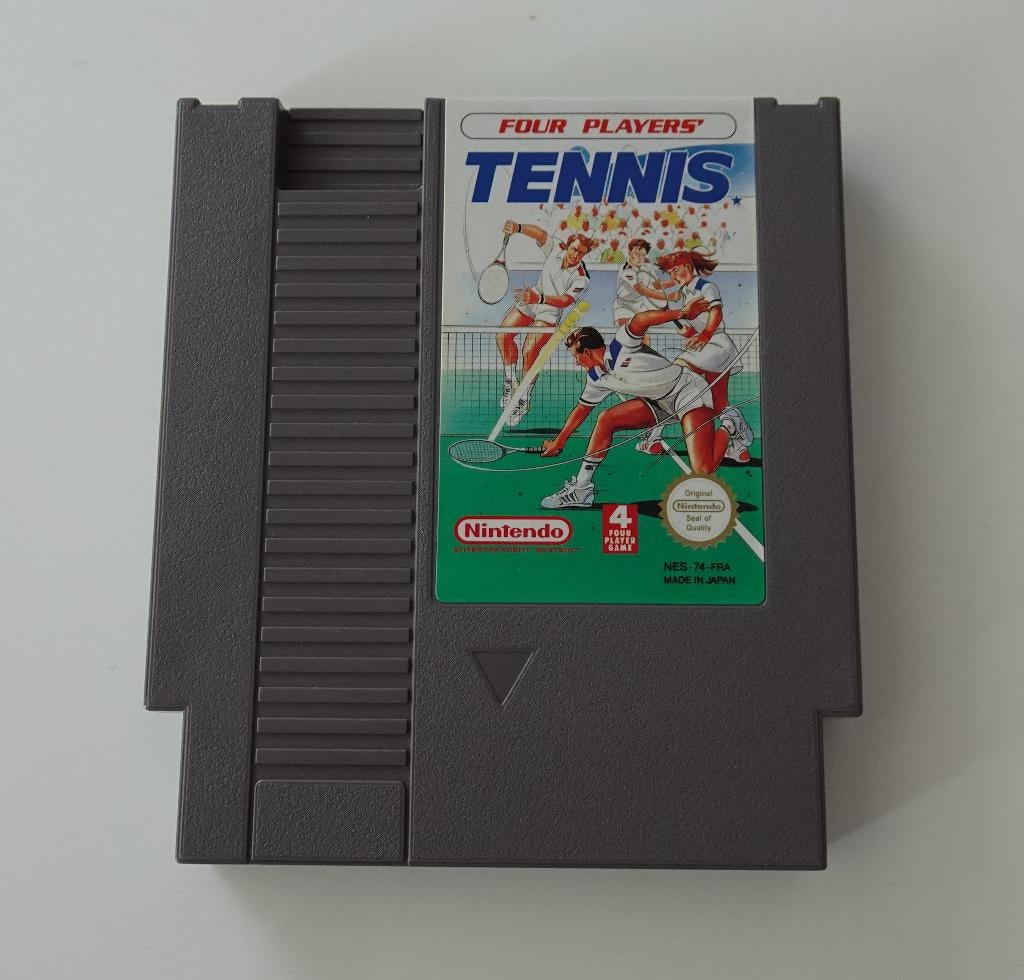 FOUR PLAYERS'
TENNIS
Nintendo
ENTERTAINMENT SYSTEM
4
FOUR
PLAYER
GAME
Original
Nintendo
Seal of
Quality
NES-74-FRA
MADE IN JAPAN